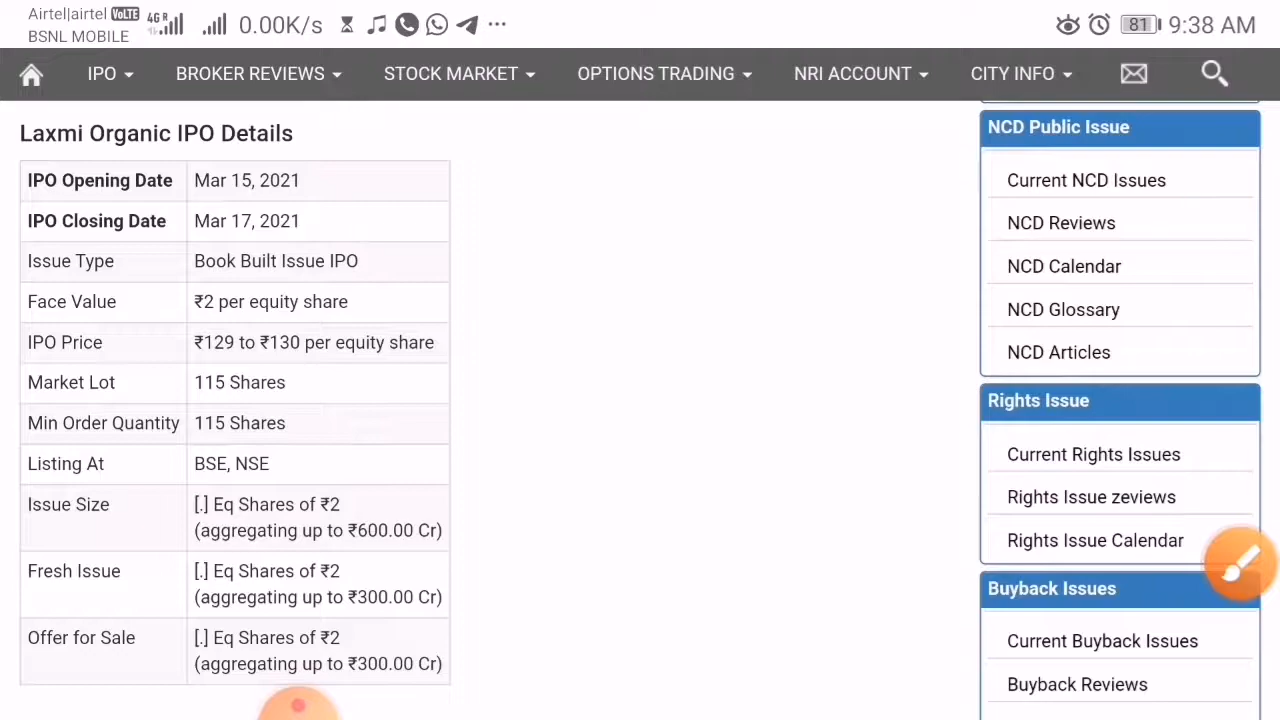 Airtel|airtel VoLTE 4G R 0.00K/s 81 9:38 AM
BSNL MOBILE
IPO BROKER REVIEWS STOCK MARKET OPTIONS TRADING NRI ACCOUNT CITY INFO
Laxmi Organic IPO Details
IPO Opening Date Mar 15, 2021
IPO Closing Date Mar 17, 2021
Issue Type Book Built Issue IPO
Face Value ₹2 per equity share
IPO Price ₹129 to ₹130 per equity share
Market Lot 115 Shares
Min Order Quantity 115 Shares
Listing At BSE, NSE
Issue Size [.] Eq Shares of ₹2
(aggregating up to ₹600.00 Cr)
Fresh Issue [.] Eq Shares of ₹2
(aggregating up to ₹300.00 Cr)
Offer for Sale [.] Eq Shares of ₹2
(aggregating up to ₹300.00 Cr)
NCD Public Issue
Current NCD Issues
NCD Reviews
NCD Calendar
NCD Glossary
NCD Articles
Rights Issue
Current Rights Issues
Rights Issue zeviews
Rights Issue Calendar
Buyback Issues
Current Buyback Issues
Buyback Reviews